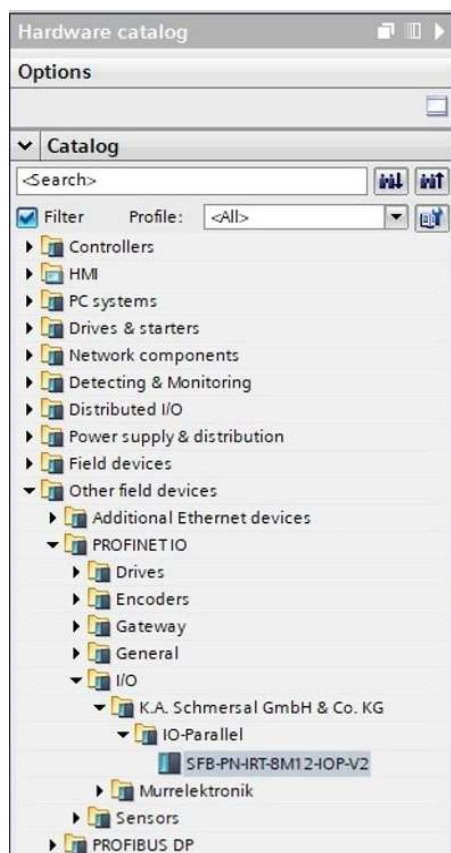 Hardware catalog
Options
Catalog
<Search>
Filter Profile: <All>
Controllers
HMI
PC systems
Drives & starters
Network components
Detecting & Monitoring
Distributed I/O
Power supply & distribution
Field devices
Other field devices
Additional Ethernet devices
PROFINET IO
Drives
Encoders
Gateway
General
I/O
K.A. Schmersal GmbH & Co. KG
IO-Parallel
SFB-PN-IRT-8M12-IOP-V2
Murrelektronik
Sensors
PROFIBUS DP